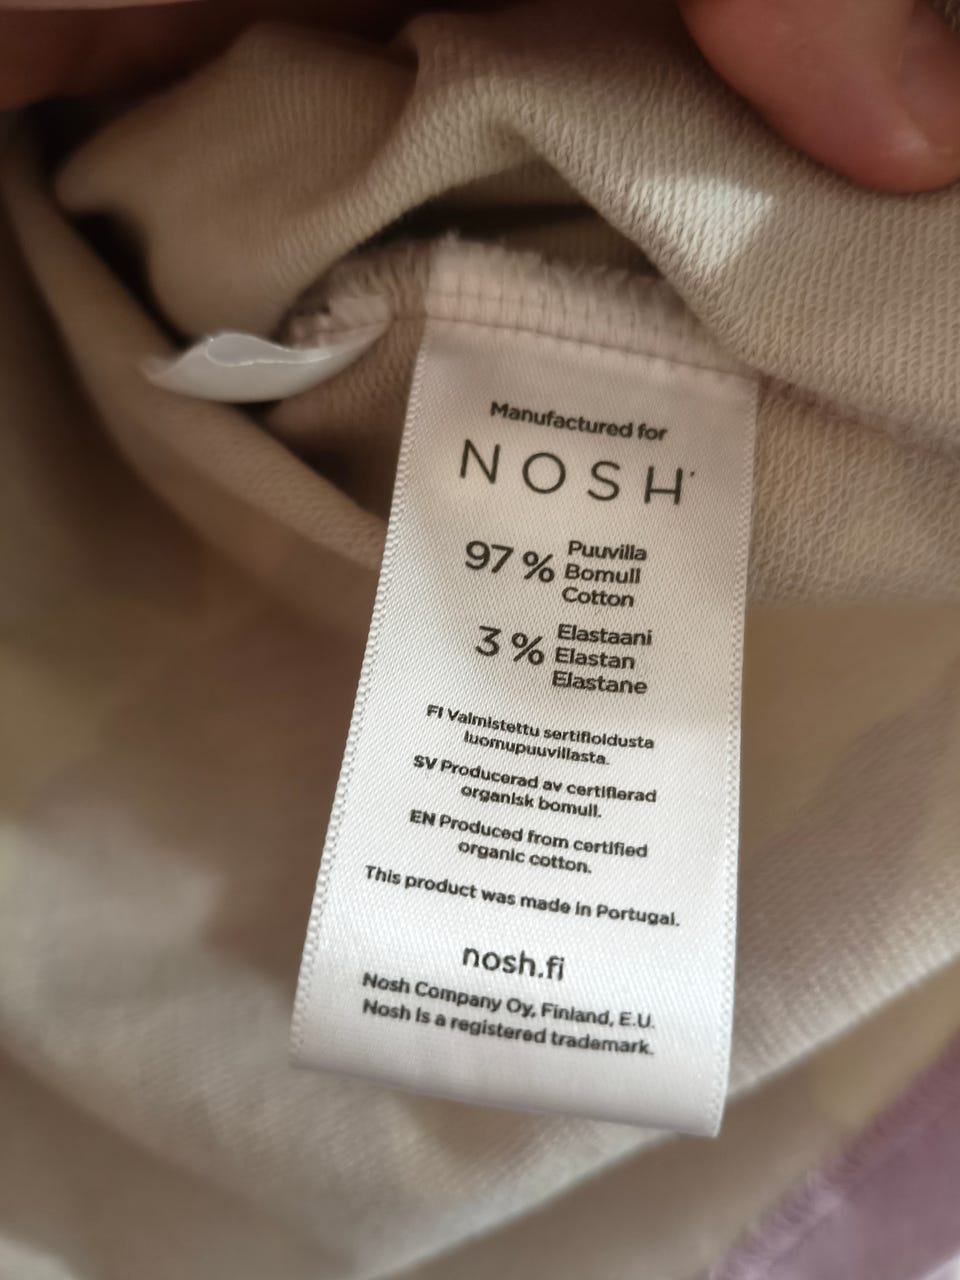 Manufactured for
NOSH
97 % Puuvilla
Bomull
Cotton
3 % Elastaani
Elastan
Elastane
FI Valmistettu sertifioidusta
luomupuuvillasta.
SV Producerad av certifierad
organisk bomull.
EN Produced from certified
organic cotton.
This product was made in Portugal.
nosh.fi
Nosh Company Oy, Finland, E.U.
Nosh is a registered trademark.